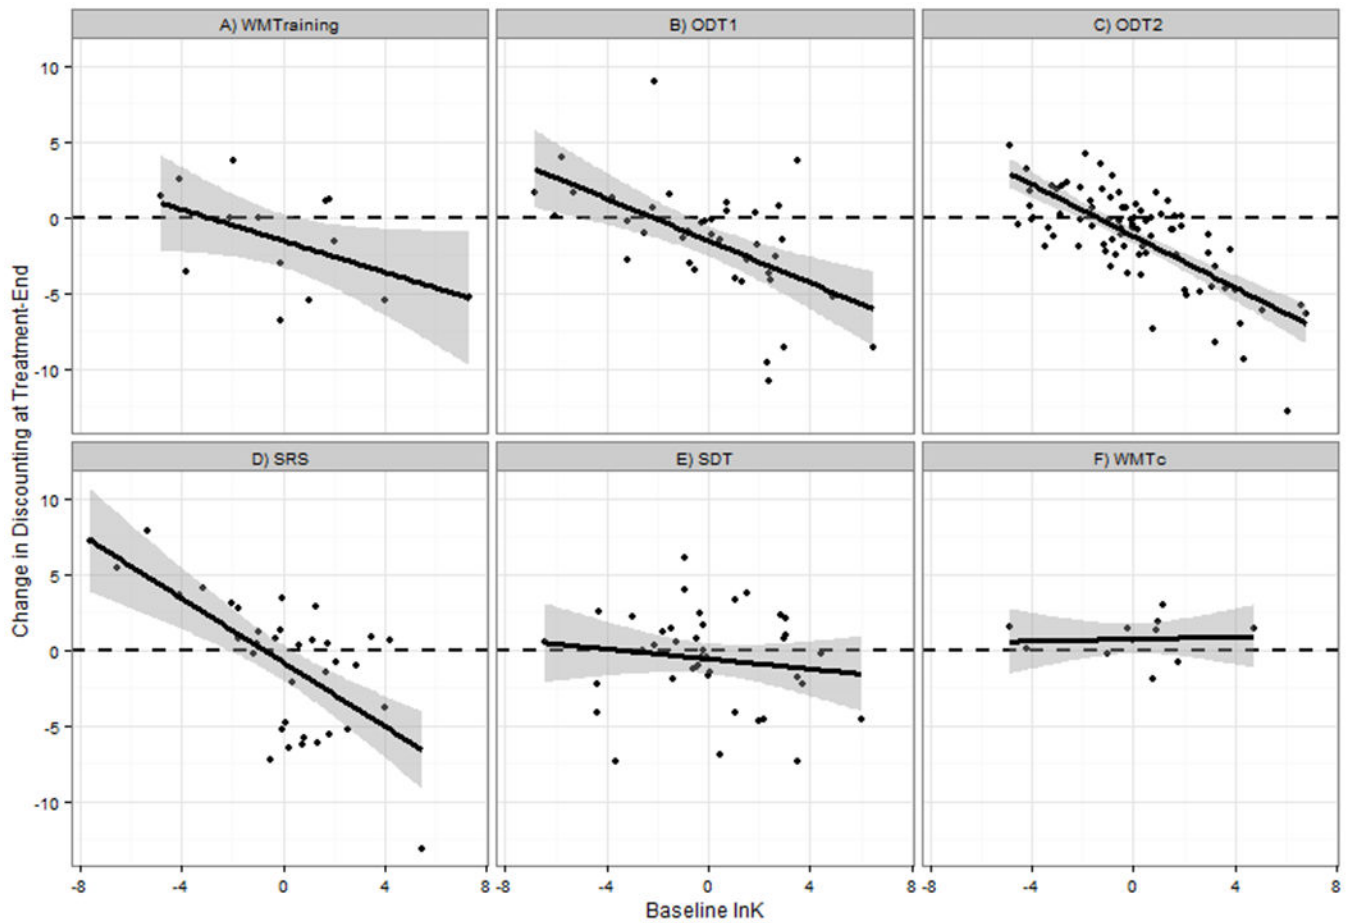 A) WMTraining
B) ODT1
C) ODT2
10
5
0
-5
-10
D) SRS
E) SDT
F) WMTc
10
5
0
-5
-10
-8 -4 0 4 8
-8 -4 0 4 8
-8 -4 0 4 8
Baseline lnK
Change in Discounting at Treatment-End